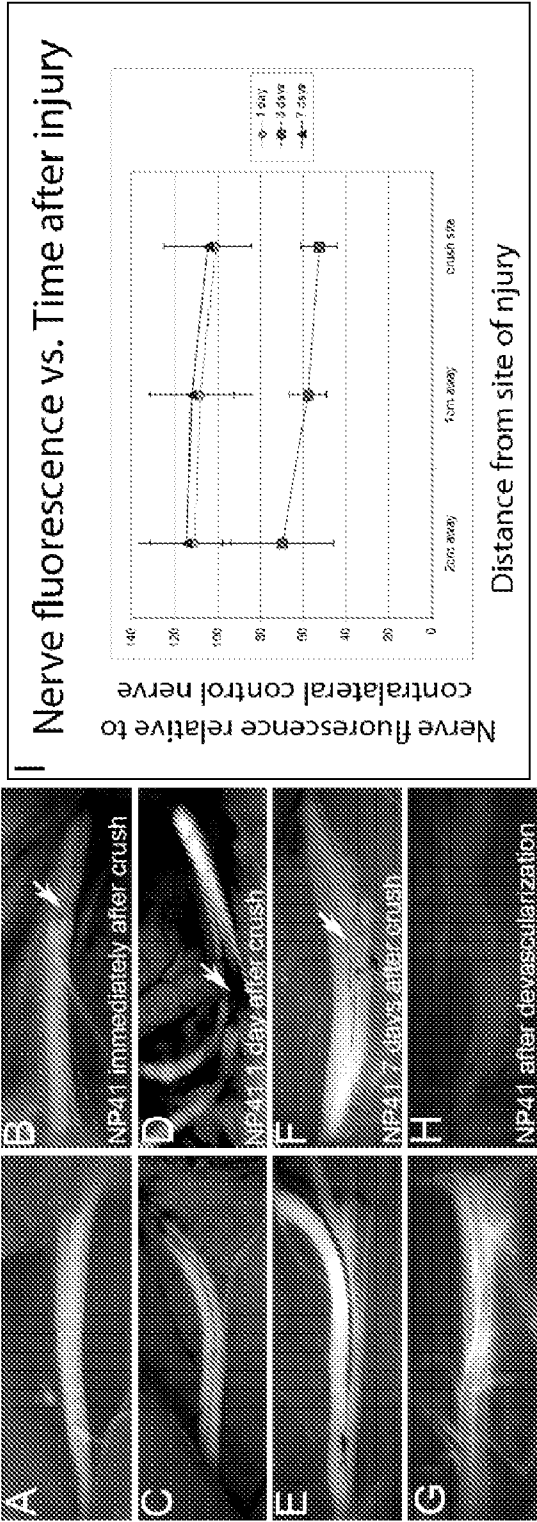 A
B
NP41 immediately after crush
C
D
NP41 1 day after crush
E
F
NP41 7 days after crush
G
H
NP41 after devascularization
I
Nerve fluorescence vs. Time after injury
Nerve fluorescence relative to
contralateral control nerve
140
120
100
80
60
40
20
0
2cm away
1cm away
crush site
1 day
days
7 days
Distance from site of njury